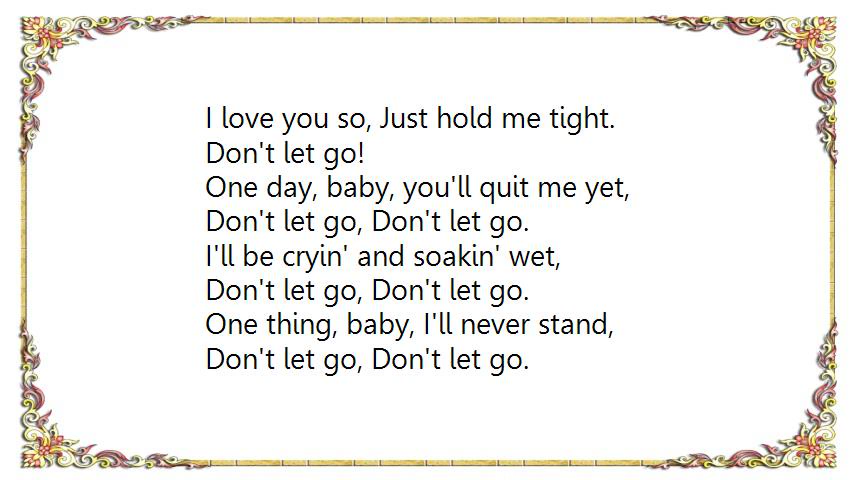 I love you so, Just hold me tight.
Don't let go!
One day, baby, you'll quit me yet,
Don't let go, Don't let go.
I'll be cryin' and soakin' wet,
Don't let go, Don't let go.
One thing, baby, I'll never stand,
Don't let go, Don't let go.